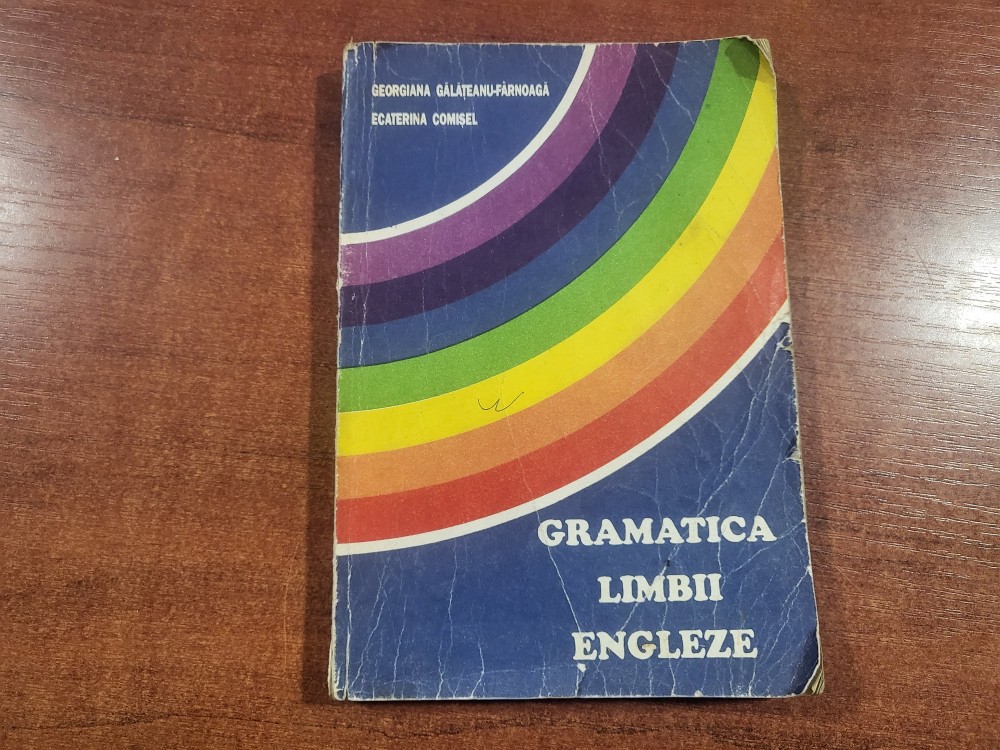 GEORGIANA GĂLĂȚEANU-FÂRNOAGĂ
ECATERINA COMIȘEL
GRAMATICA
LIMBII
ENGLEZE